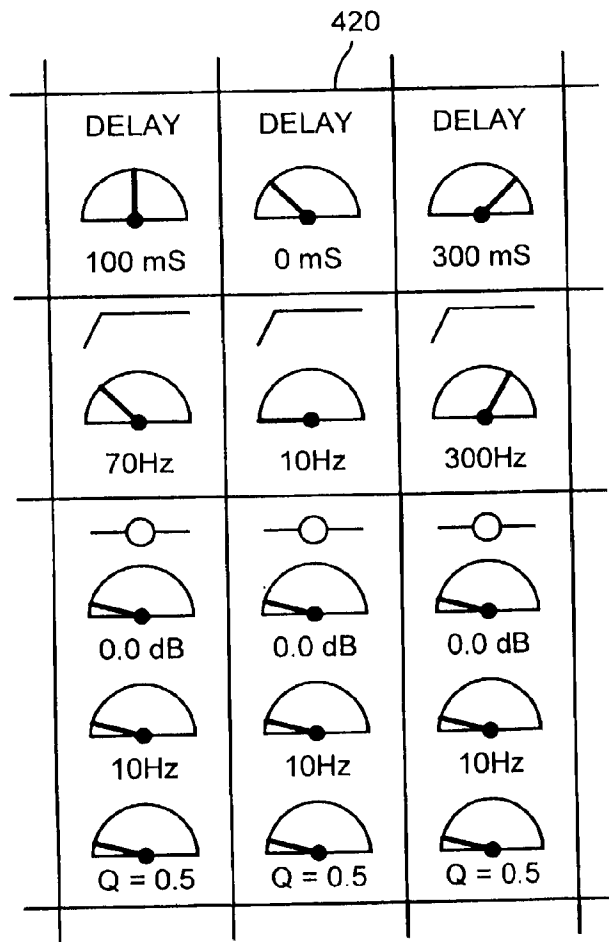 420
DELAY DELAY DELAY
100 mS 0 mS 300 mS
70Hz 10Hz 300Hz
0.0 dB 0.0 dB 0.0 dB
10Hz 10Hz 10Hz
Q = 0.5 Q = 0.5 Q = 0.5